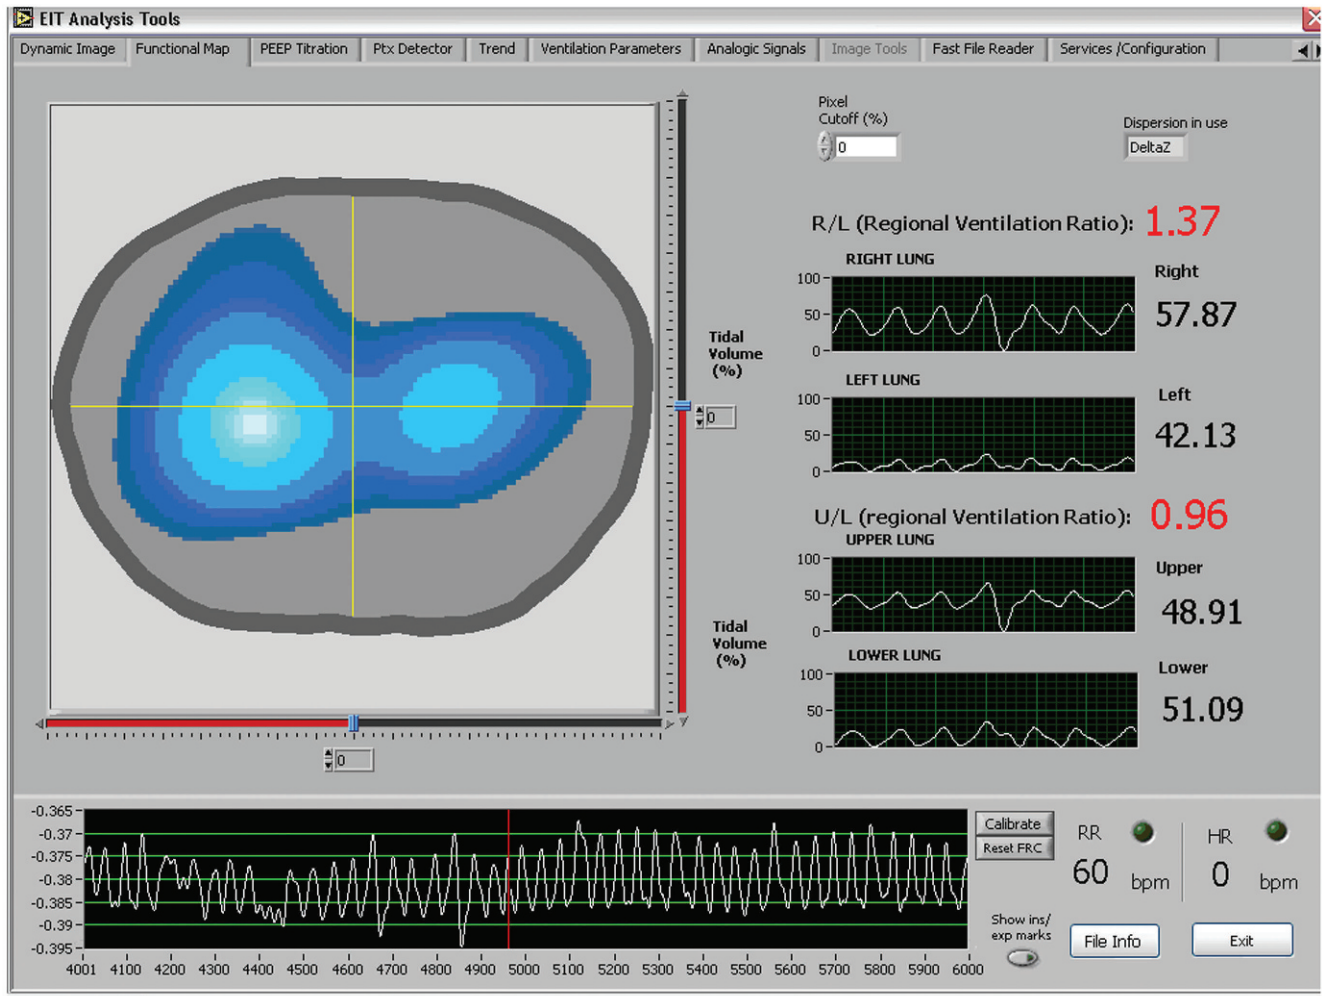 EIT Analysis Tools
Dynamic Image Functional Map PEEP Titration Ptx Detector Trend Ventilation Parameters Analogic Signals Image Tools Fast File Reader Services /Configuration
Pixel
Cutoff (%)
0
Dispersion in use
DeltaZ
R/L (Regional Ventilation Ratio): 1.37
RIGHT LUNG
100
50
0
Right
57.87
Tidal
Volume
(%)
0
LEFT LUNG
100
50
0
Left
42.13
U/L (regional Ventilation Ratio): 0.96
UPPER LUNG
100
50
0
Upper
48.91
Tidal
Volume
(%)
LOWER LUNG
100
50
0
Lower
51.09
0
-0.365
-0.37
-0.375
-0.38
-0.385
-0.39
-0.395
4001 4100 4200 4300 4400 4500 4600 4700 4800 4900 5000 5100 5200 5300 5400 5500 5600 5700 5800 5900 6000
Calibrate
Reset FRC
RR
60 bpm
HR
0 bpm
Show ins/
exp marks
File Info
Exit